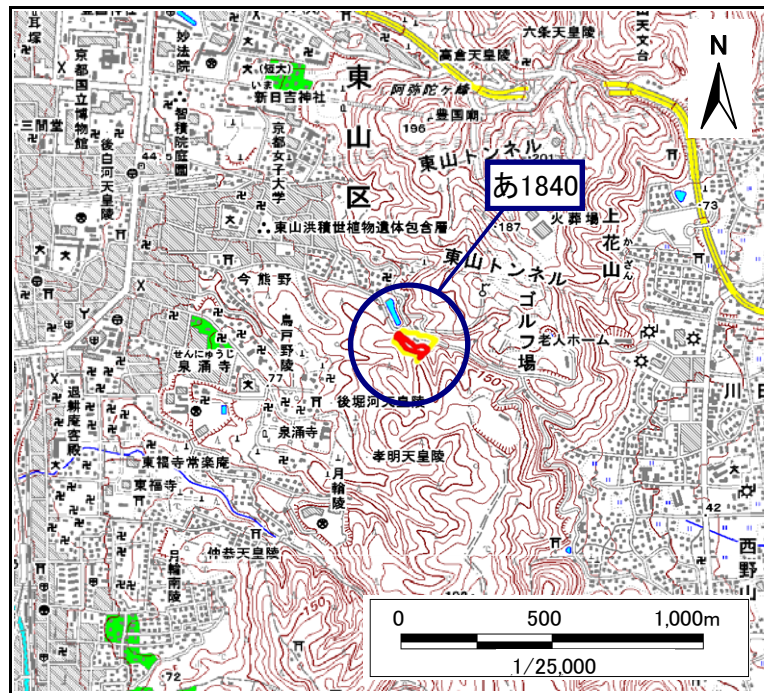 六条天皇陵
天文台
高倉天皇陵
N
耳塚
妙法院
(短大)
いま
新日吉神社
京都国立博物館
東山区
阿弥陀ヶ峰
196
豊国廟
三間堂
智積院庭園
44
後白河天皇陵
京都女子大学
東山トンネル
201
あ1840
73
火葬場
187
上花山
かざん
東山洪積世植物遺体包含層
今熊野
東山トンネル
ゴルフ場
鳥戸野陵
老人ホーム
せんにゅうじ
泉涌寺
77
150
川田
退耕庵客殿
後堀河天皇陵
泉涌寺
孝明天皇陵
東福寺常楽庵
東福寺
月輪陵
42
仲恭天皇陵
西野山
月輪南陵
150
72
0 500 1,000m
1/25,000